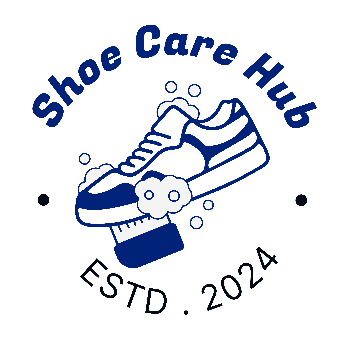 Shoe Care Hub
ESTD . 2024